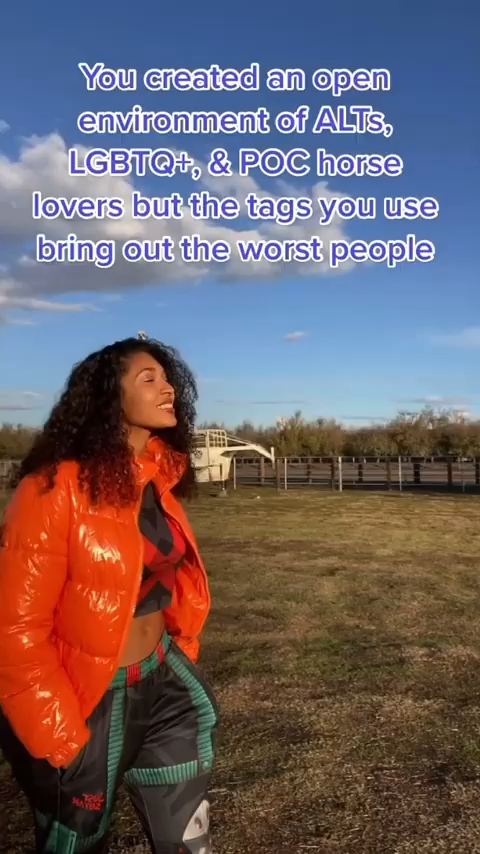 You created an open
environment of ALTs,
LGBTQ+, & POC horse
lovers but the tags you use
bring out the worst people